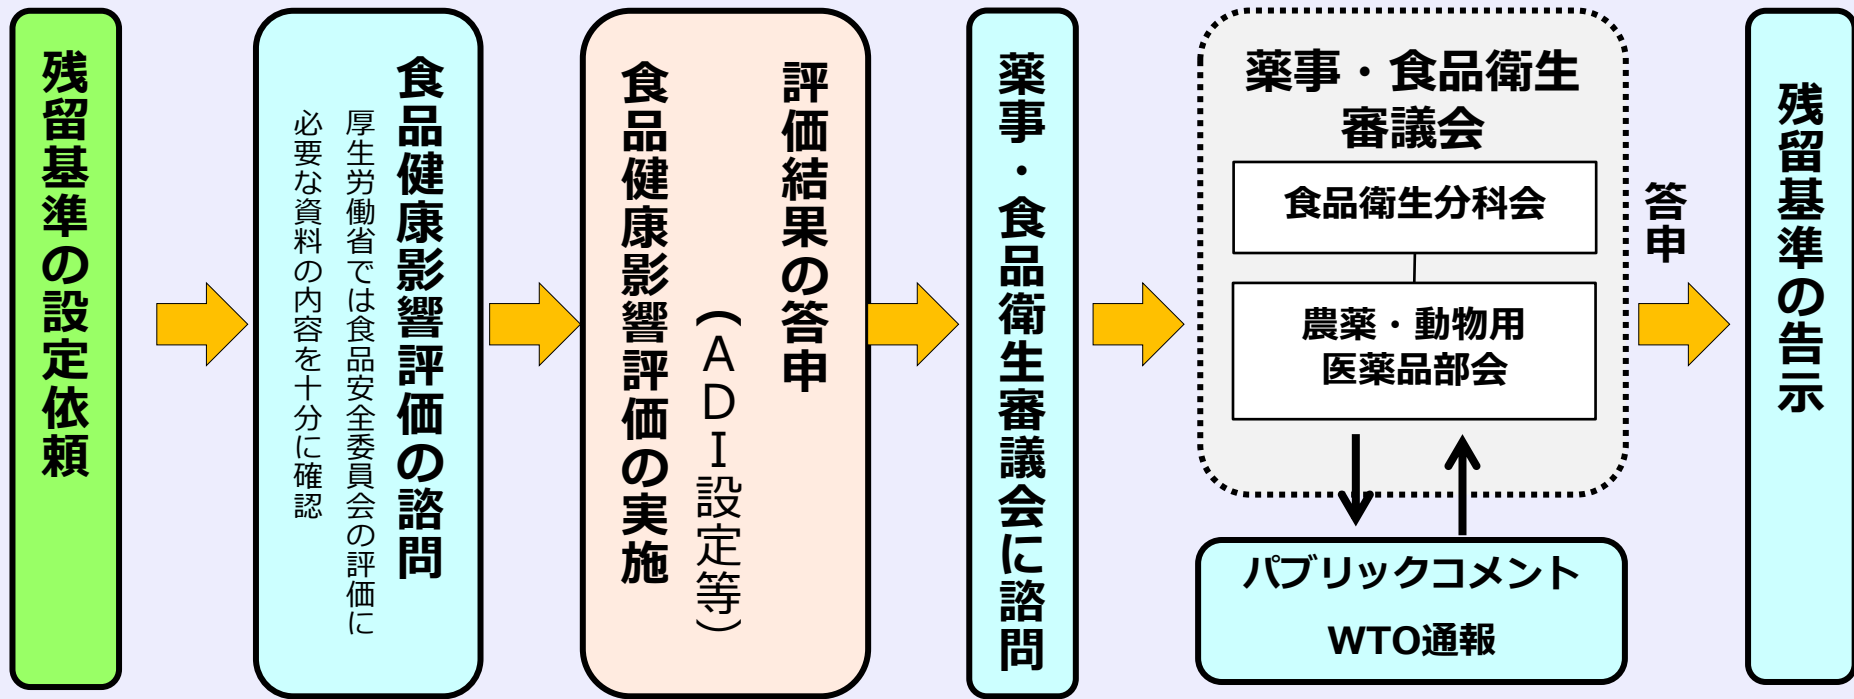 残留基準の設定依頼
食品健康影響評価の諮問
厚生労働省では食品安全委員会の評価に
必要な資料の内容を十分に確認
評価結果の答申
（ＡＤＩ設定等）
食品健康影響評価の実施
薬事・食品衛生審議会に諮問
薬事・食品衛生
審議会
食品衛生分科会
農薬・動物用
医薬品部会
パブリックコメント
WTO通報
答申
残留基準の告示